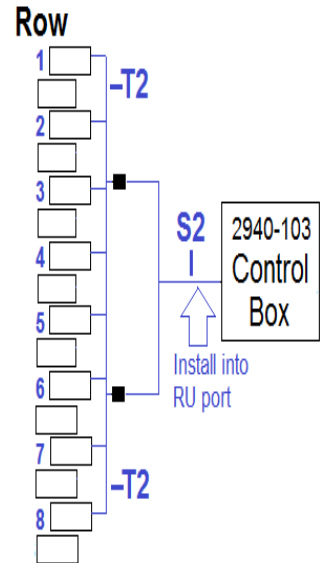 Row
1
–T2
2
3
S2
2940-103
Control
Box
4
Install into
RU port
5
6
7
–T2
8